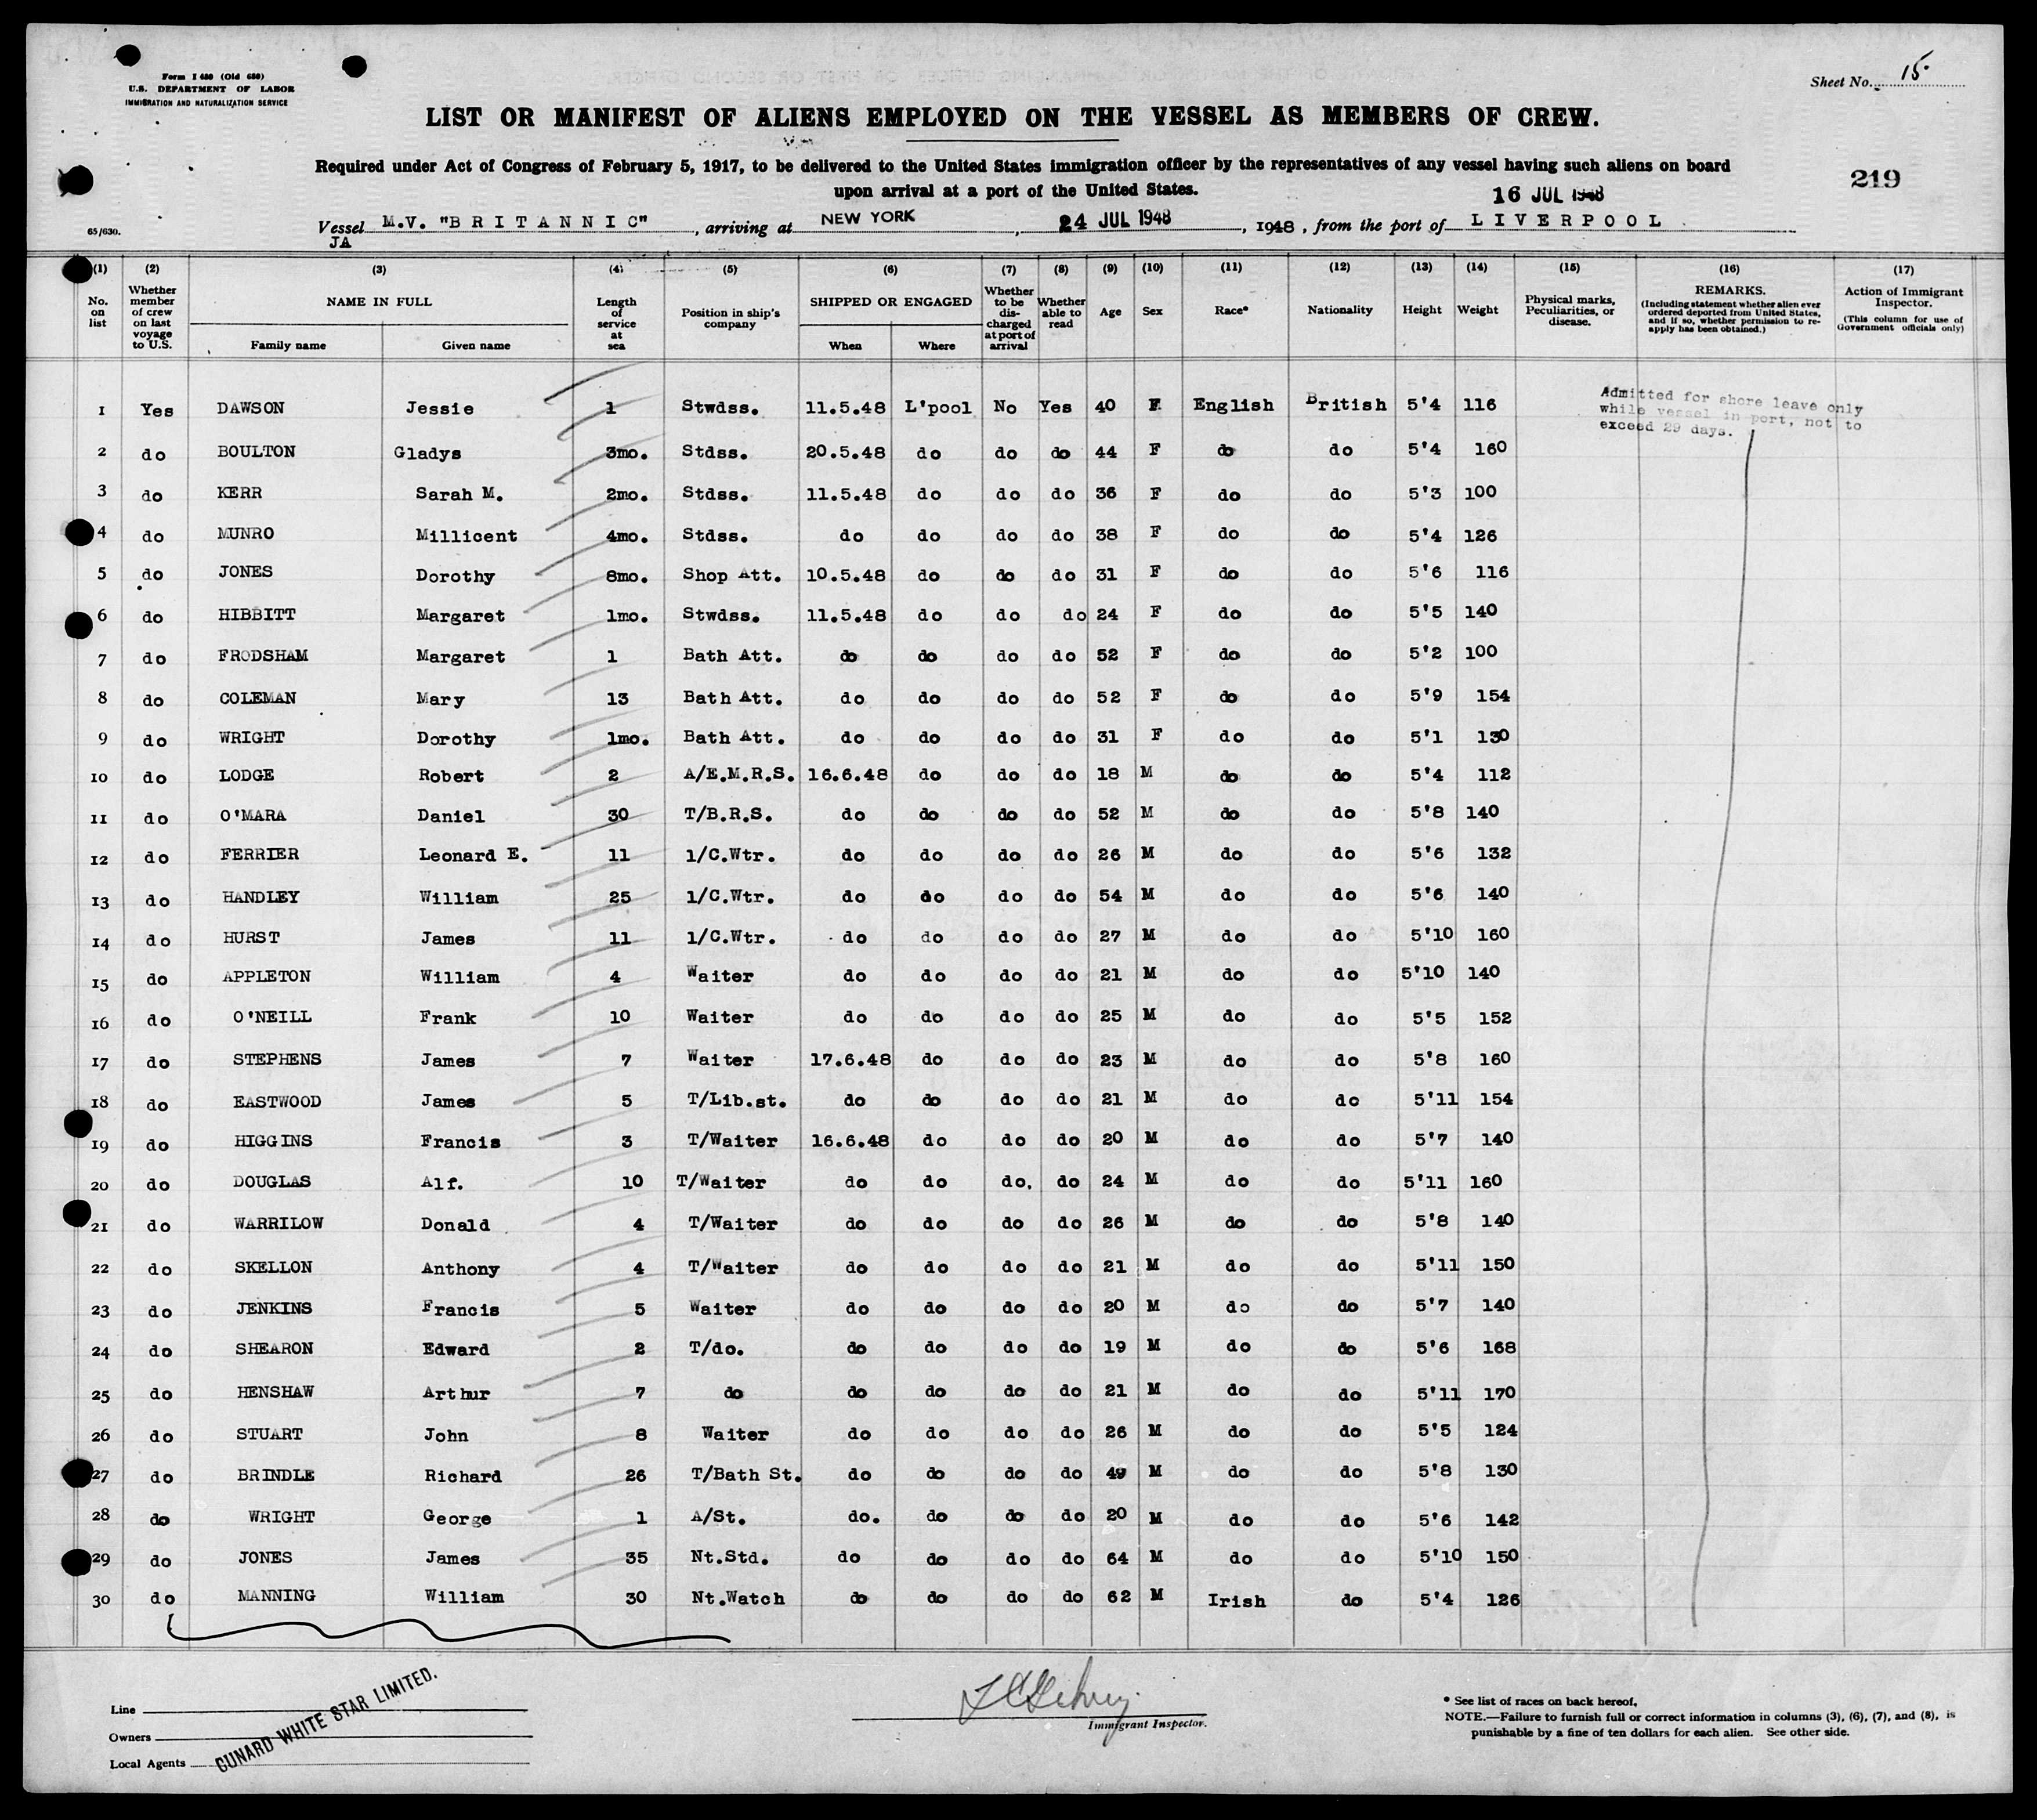 Form I 480 (Old 680)
U.S. DEPARTMENT OF LABOR
IMMIGRATION AND NATURALIZATION SERVICE
Sheet No. 15.
LIST OR MANIFEST OF ALIENS EMPLOYED ON THE VESSEL AS MEMBERS OF CREW.
Required under Act of Congress of February 5, 1917, to be delivered to the United States immigration officer by the representatives of any vessel having such aliens on board
upon arrival at a port of the United States.
219
16 JUL 1948
65/630.
Vessel M.V. "BRITANNIC", arriving at NEW YORK, 24 JUL 1948, 1948, from the port of LIVERPOOL
JA
(1) (2) (3) (4) (5) (6) (7) (8) (9) (10) (11) (12) (13) (14) (15) (16) (17)
No. on list
Whether member of crew on last voyage to U.S.
NAME IN FULL
Family name Given name
Length of service at sea
Position in ship's company
SHIPPED OR ENGAGED
When Where
Whether to be discharged at port of arrival
Whether able to read
Age
Sex
Race*
Nationality
Height
Weight
Physical marks, Peculiarities, or disease.
REMARKS.
(Including statement whether alien ever ordered deported from United States, and if so, whether permission to re-apply has been obtained.)
Action of Immigrant Inspector.
(This column for use of Government officials only)
Admitted for shore leave only
while vessel in port, not to
exceed 29 days.
1 Yes DAWSON Jessie 1 Stwdss. 11.5.48 L'pool No Yes 40 F English British 5'4 116
2 do BOULTON Gladys 3mo. Stdss. 20.5.48 do do do 44 F do do 5'4 160
3 do KERR Sarah M. 2mo. Stdss. 11.5.48 do do do 36 F do do 5'3 100
4 do MUNRO Millicent 4mo. Stdss. do do do do 38 F do do 5'4 126
5 do JONES Dorothy 8mo. Shop Att. 10.5.48 do do do 31 F do do 5'6 116
6 do HIBBITT Margaret 1mo. Stwdss. 11.5.48 do do do 24 F do do 5'5 140
7 do FRODSHAM Margaret 1 Bath Att. do do do do 52 F do do 5'2 100
8 do COLEMAN Mary 13 Bath Att. do do do do 52 F do do 5'9 154
9 do WRIGHT Dorothy 1mo. Bath Att. do do do do 31 F do do 5'1 130
10 do LODGE Robert 2 A/E.M.R.S. 16.6.48 do do do 18 M do do 5'4 112
11 do O'MARA Daniel 30 T/B.R.S. do do do do 52 M do do 5'8 140
12 do FERRIER Leonard E. 11 1/C.Wtr. do do do do 26 M do do 5'6 132
13 do HANDLEY William 25 1/C.Wtr. do do do do 54 M do do 5'6 140
14 do HURST James 11 1/C.Wtr. do do do do 27 M do do 5'10 160
15 do APPLETON William 4 Waiter do do do do 21 M do do 5'10 140
16 do O'NEILL Frank 10 Waiter do do do do 25 M do do 5'5 152
17 do STEPHENS James 7 Waiter 17.6.48 do do do 23 M do do 5'8 160
18 do EASTWOOD James 5 T/Lib.st. do do do do 21 M do do 5'11 154
19 do HIGGINS Francis 3 T/Waiter 16.6.48 do do do 20 M do do 5'7 140
20 do DOUGLAS Alf. 10 T/Waiter do do do. do 24 M do do 5'11 160
21 do WARRILOW Donald 4 T/Waiter do do do do 26 M do do 5'8 140
22 do SKELLON Anthony 4 T/Waiter do do do do 21 M do do 5'11 150
23 do JENKINS Francis 5 Waiter do do do do 20 M do do 5'7 140
24 do SHEARON Edward 2 T/do. do do do do 19 M do do 5'6 168
25 do HENSHAW Arthur 7 do do do do do 21 M do do 5'11 170
26 do STUART John 8 Waiter do do do do 26 M do do 5'5 124
27 do BRINDLE Richard 26 T/Bath St. do do do do 49 M do do 5'8 130
28 do WRIGHT George 1 A/St. do. do do do 20 M do do 5'6 142
29 do JONES James 35 Nt.Std. do do do do 64 M do do 5'10 150
30 do MANNING William 30 Nt.Watch do do do do 62 M Irish do 5'4 126
Line
Owners
Local Agents
CUNARD WHITE STAR LIMITED.
Immigrant Inspector.
* See list of races on back hereof.
NOTE.—Failure to furnish full or correct information in columns (3), (6), (7), and (8), is
punishable by a fine of ten dollars for each alien. See other side.